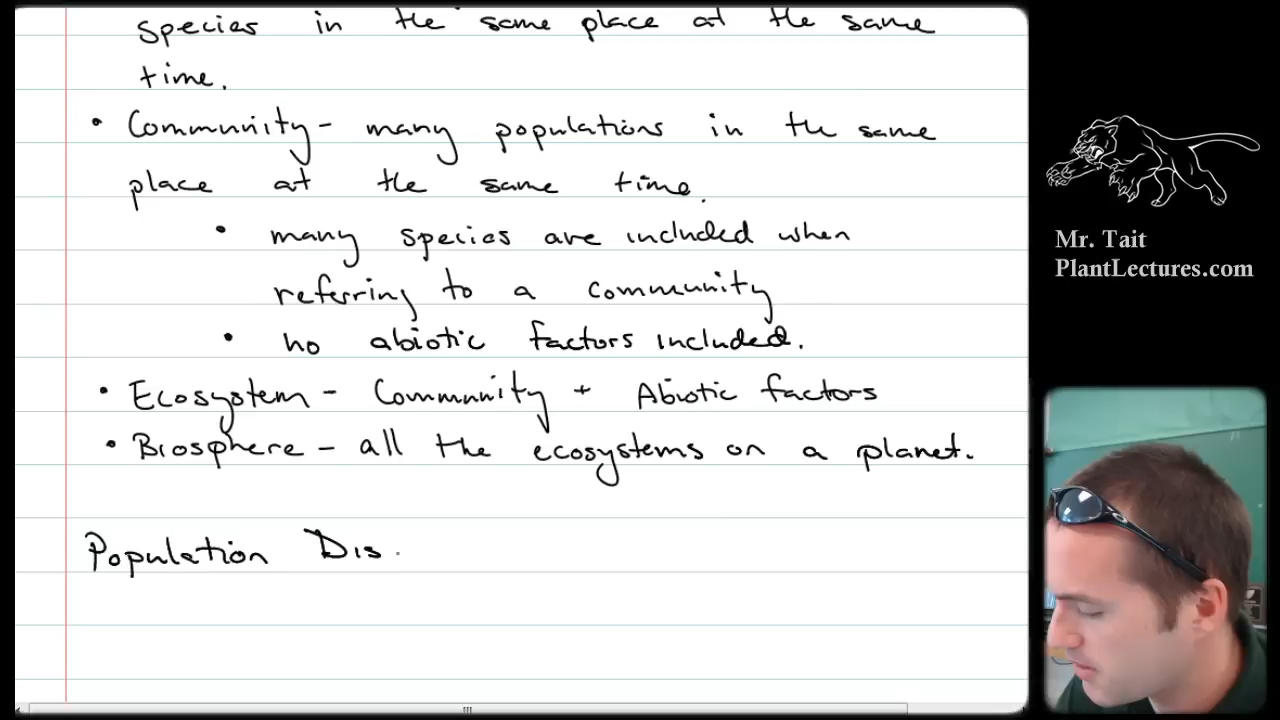 species in the same place at the same
time.
• Community - many populations in the same
place at the same time.
• many species are included when
referring to a community
• no abiotic factors included.
• Ecosystem - Community + Abiotic factors
• Biosphere - all the ecosystems on a planet.
Population Dis
Mr. Tait
PlantLectures.com